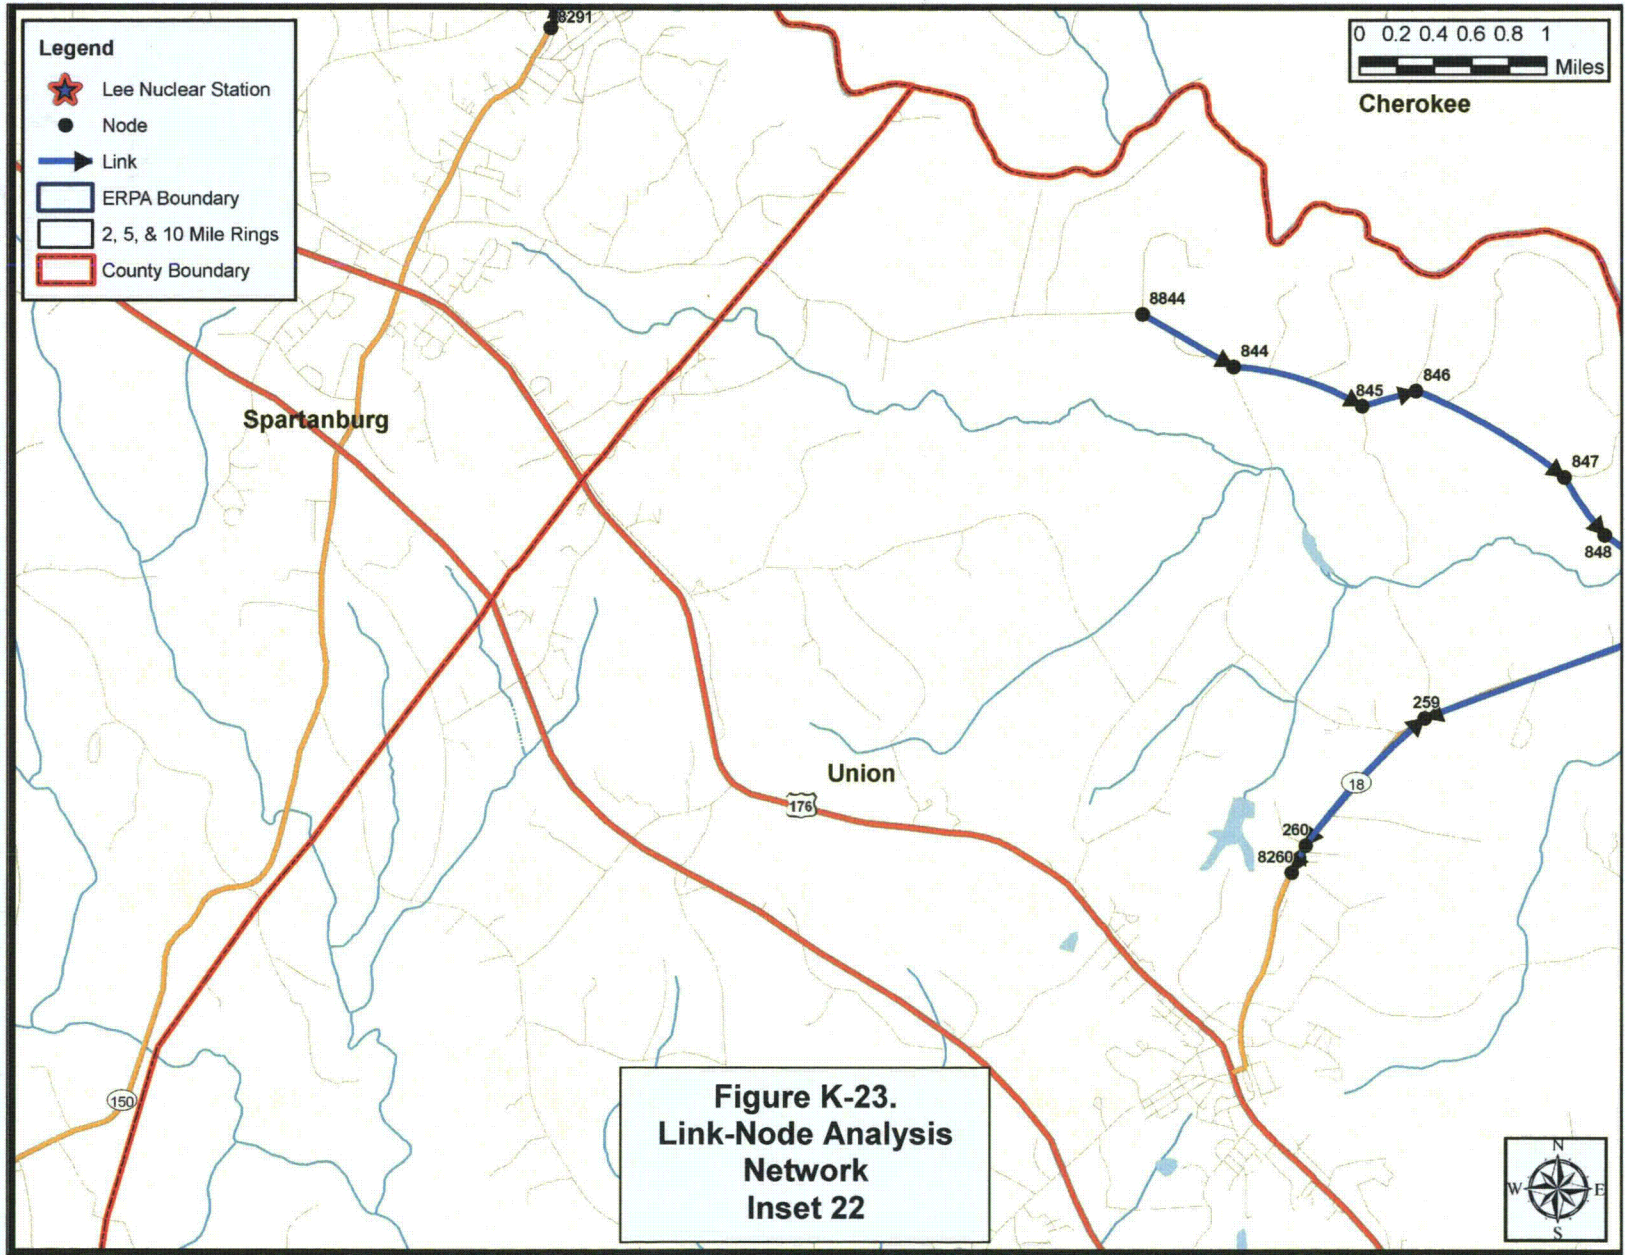 8291
Legend
Lee Nuclear Station
Node
Link
ERPA Boundary
2, 5, & 10 Mile Rings
County Boundary
0 0.2 0.4 0.6 0.8 1
Miles
Cherokee
8844
844
845
846
847
848
Spartanburg
259
18
Union
176
260
8260
150
Figure K-23.
Link-Node Analysis
Network
Inset 22
N
W E
S